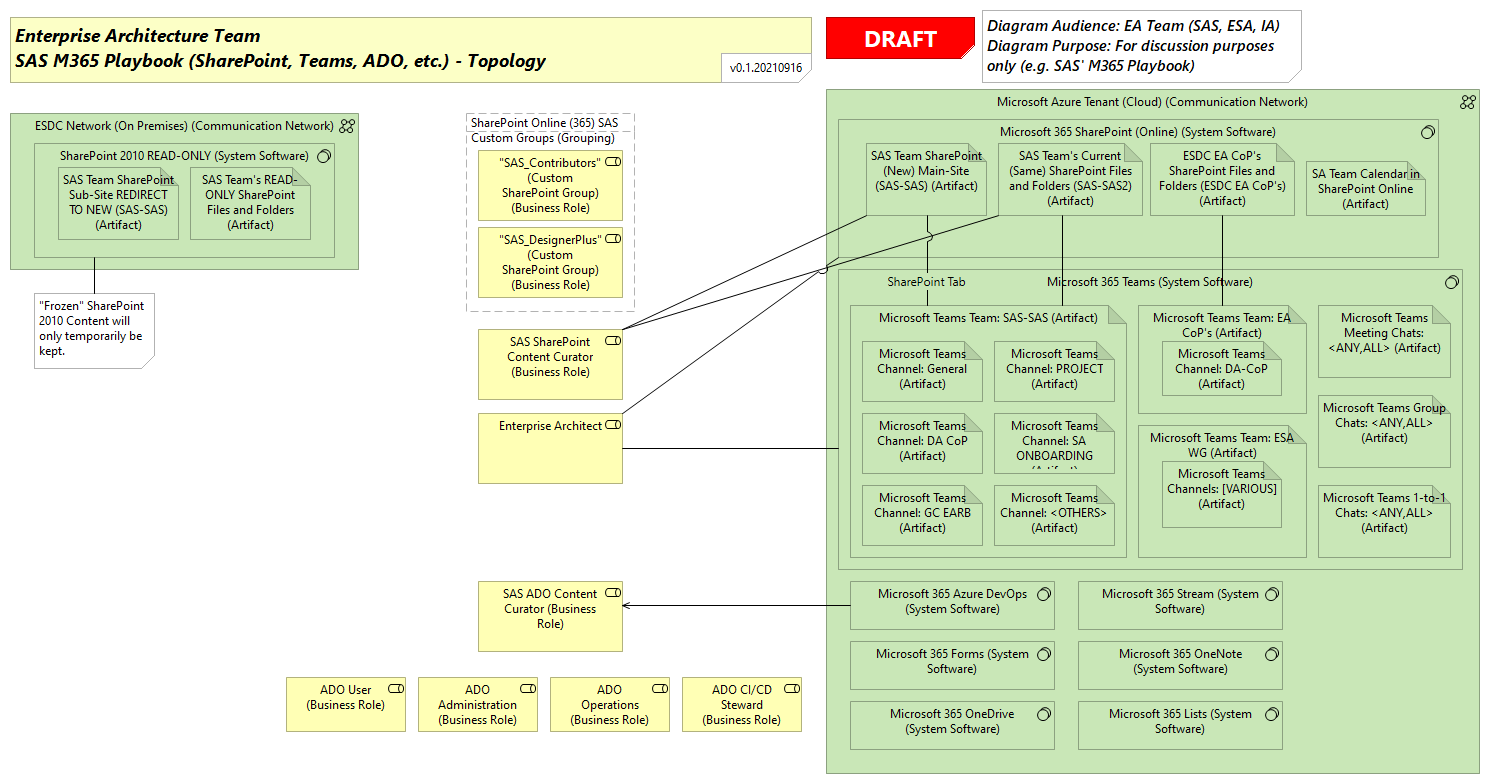 Enterprise Architecture Team
SAS M365 Playbook (SharePoint, Teams, ADO, etc.) - Topology
v0.1.20210916
DRAFT
Diagram Audience: EA Team (SAS, ESA, IA)
Diagram Purpose: For discussion purposes
only (e.g. SAS' M365 Playbook)
ESDC Network (On Premises) (Communication Network)
SharePoint 2010 READ-ONLY (System Software)
SAS Team SharePoint
Sub-Site REDIRECT
TO NEW (SAS-SAS)
(Artifact)
SAS Team's READ-
ONLY SharePoint
Files and Folders
(Artifact)
"Frozen" SharePoint
2010 Content will
only temporarily be
kept.
SharePoint Online (365) SAS
Custom Groups (Grouping)
"SAS_Contributors"
(Custom
SharePoint Group)
(Business Role)
"SAS_DesignerPlus"
(Custom
SharePoint Group)
(Business Role)
SAS SharePoint
Content Curator
(Business Role)
Enterprise Architect
SAS ADO Content
Curator (Business
Role)
ADO User
(Business Role)
ADO
Administration
(Business Role)
ADO
Operations
(Business Role)
ADO CI/CD
Steward
(Business Role)
Microsoft Azure Tenant (Cloud) (Communication Network)
Microsoft 365 SharePoint (Online) (System Software)
SAS Team SharePoint
(New) Main-Site
(SAS-SAS) (Artifact)
SAS Team's Current
(Same) SharePoint Files
and Folders (SAS-SAS2)
(Artifact)
ESDC EA CoP's
SharePoint Files and
Folders (ESDC EA CoP's)
(Artifact)
SA Team Calendar in
SharePoint Online
(Artifact)
SharePoint Tab
Microsoft 365 Teams (System Software)
Microsoft Teams Team: SAS-SAS (Artifact)
Microsoft Teams
Channel: General
(Artifact)
Microsoft Teams
Channel: PROJECT
(Artifact)
Microsoft Teams
Channel: DA CoP
(Artifact)
Microsoft Teams
Channel: SA
ONBOARDING
Microsoft Teams
Channel: GC EARB
(Artifact)
Microsoft Teams
Channel: <OTHERS>
(Artifact)
Microsoft Teams Team: EA
CoP's (Artifact)
Microsoft Teams
Channel: DA-CoP
(Artifact)
Microsoft Teams Team: ESA
WG (Artifact)
Microsoft Teams
Channels: [VARIOUS]
(Artifact)
Microsoft Teams
Meeting Chats:
<ANY,ALL> (Artifact)
Microsoft Teams Group
Chats: <ANY,ALL>
(Artifact)
Microsoft Teams 1-to-1
Chats: <ANY,ALL>
(Artifact)
Microsoft 365 Azure DevOps
(System Software)
Microsoft 365 Stream (System
Software)
Microsoft 365 Forms (System
Software)
Microsoft 365 OneNote
(System Software)
Microsoft 365 OneDrive
(System Software)
Microsoft 365 Lists (System
Software)